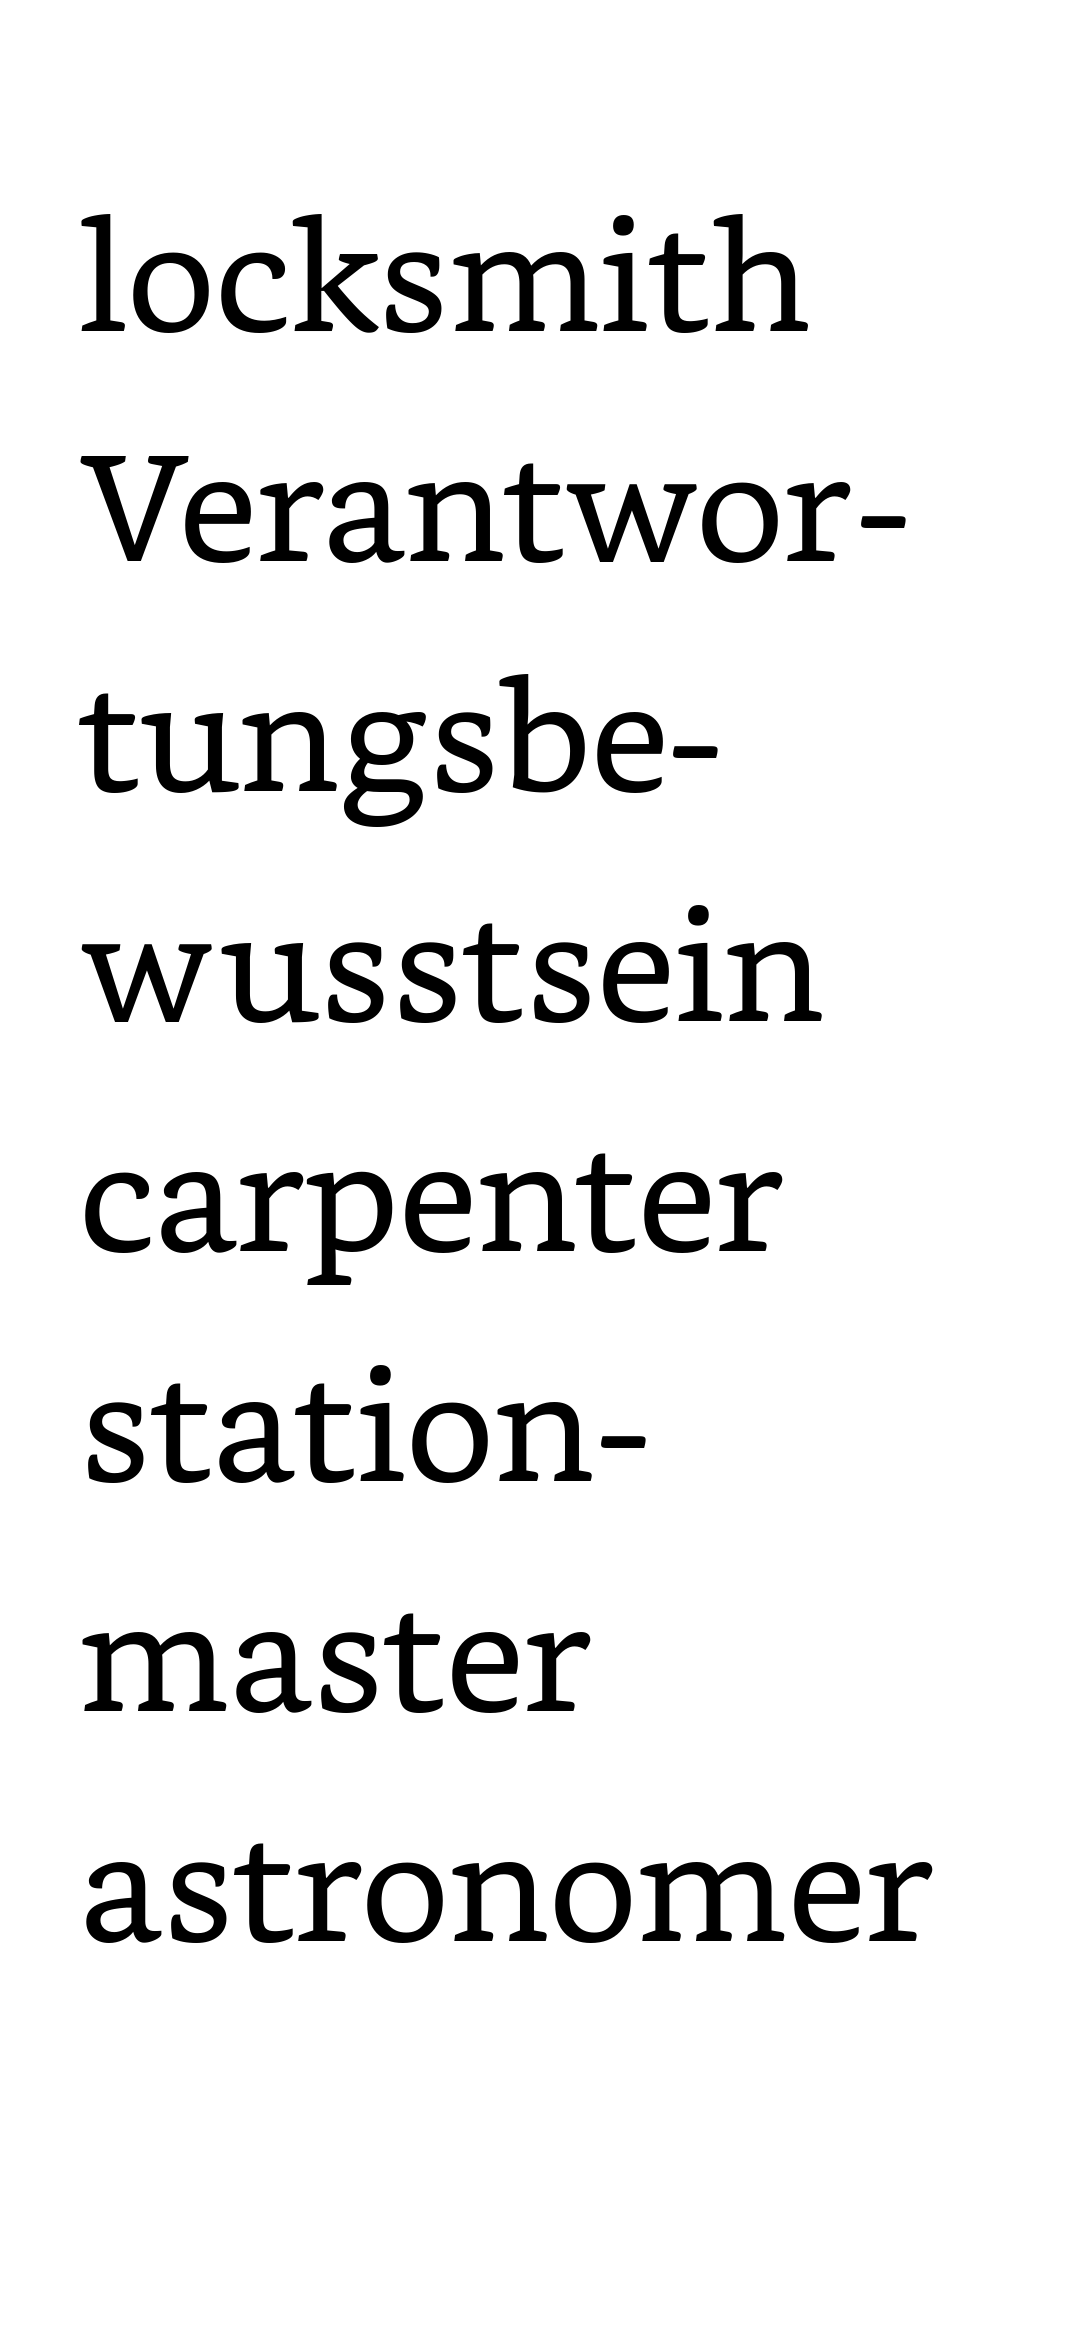 locksmith
Verantwor-
tungsbe-
wusstsein
carpenter
station-
master
astronomer